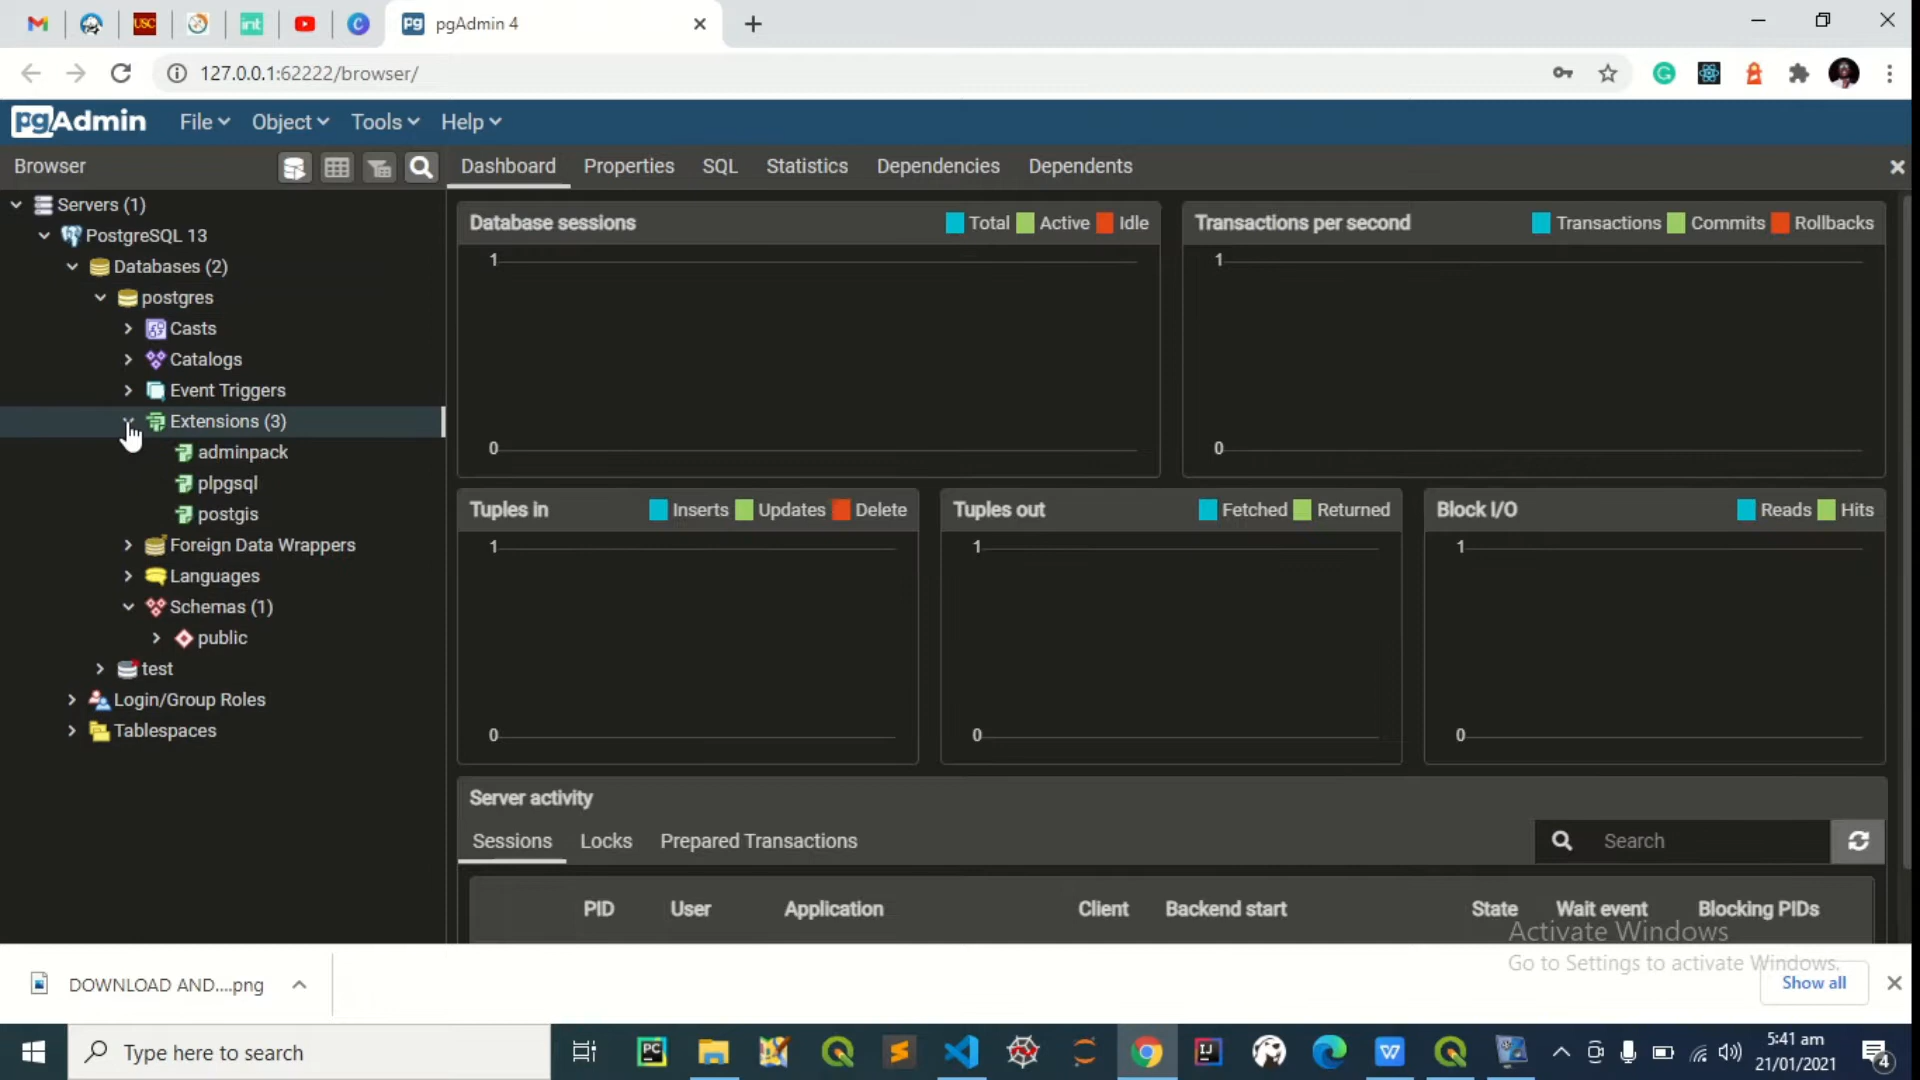 USC
int
pgAdmin 4
127.0.0.1:62222/browser/
pgAdmin
File
Object
Tools
Help
Browser
Dashboard
Properties
SQL
Statistics
Dependencies
Dependents
Servers (1)
PostgreSQL 13
Databases (2)
postgres
Casts
Catalogs
Event Triggers
Extensions (3)
adminpack
plpgsql
postgis
Foreign Data Wrappers
Languages
Schemas (1)
public
test
Login/Group Roles
Tablespaces
Database sessions
Total Active Idle
1
0
Transactions per second
Transactions Commits Rollbacks
1
0
Tuples in
Inserts Updates Delete
1
0
Tuples out
Fetched Returned
1
0
Block I/O
Reads Hits
1
0
Server activity
Sessions Locks Prepared Transactions
Search
PID User Application Client Backend start State Wait event Blocking PIDs
Activate Windows
Go to Settings to activate Windows.
DOWNLOAD AND....png
Show all
Type here to search
5:41 am
21/01/2021
4